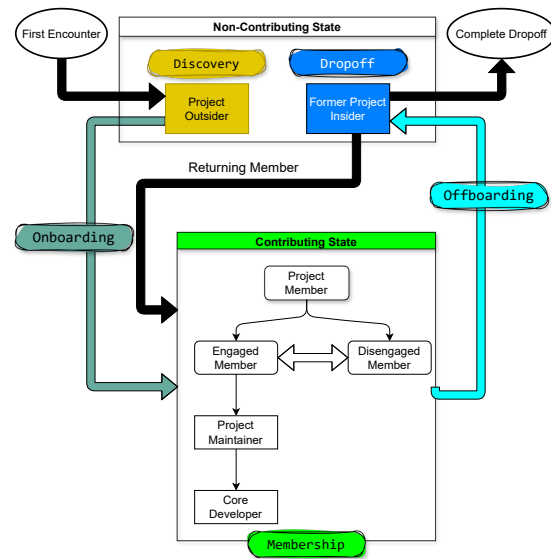 First Encounter
Non-Contributing State
Complete Dropoff
Discovery
Dropoff
Project
Outsider
Former Project
Insider
Returning Member
Onboarding
Offboarding
Contributing State
Project
Member
Engaged
Member
Disengaged
Member
Project
Maintainer
Core
Developer
Membership